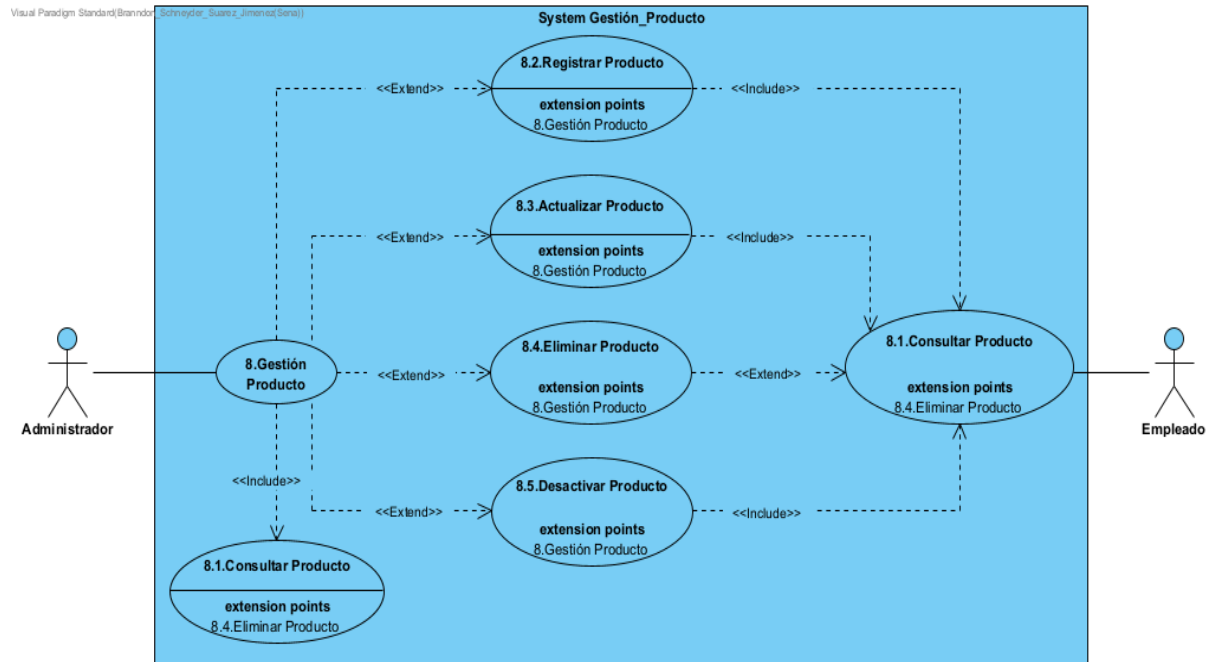 Visual Paradigm Standard(Branndon_Schneyder_Suarez_Jimenez(Sena))
System Gestión_Producto
8.2.Registrar Producto
<<Extend>>
<<Include>>
extension points
8.Gestión Producto
8.3.Actualizar Producto
<<Extend>>
<<Include>>
extension points
8.Gestión Producto
8.4.Eliminar Producto
8.1.Consultar Producto
8.Gestión
Producto
<<Extend>>
<<Extend>>
extension points
8.Gestión Producto
extension points
8.4.Eliminar Producto
Administrador
Empleado
<<Include>>
8.5.Desactivar Producto
<<Extend>>
<<Include>>
extension points
8.Gestión Producto
8.1.Consultar Producto
extension points
8.4.Eliminar Producto